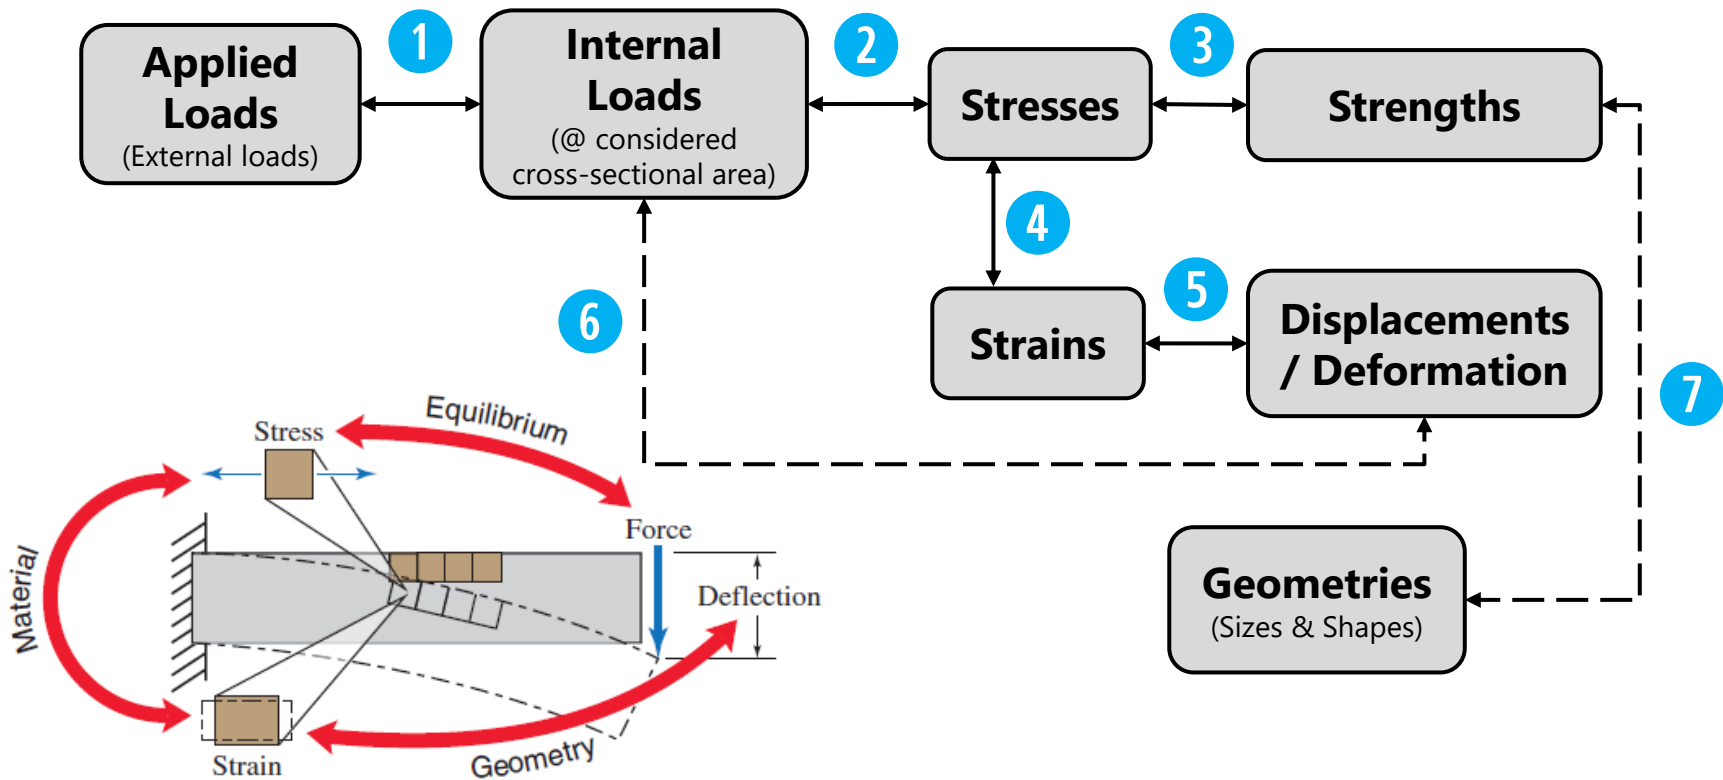 1
2
3
Applied
Loads
(External loads)
Internal
Loads
(@ considered
cross-sectional area)
Stresses
Strengths
4
5
6
7
Strains
Displacements
/ Deformation
Geometries
(Sizes & Shapes)
Equilibrium
Stress
Force
Deflection
Material
Strain
Geometry